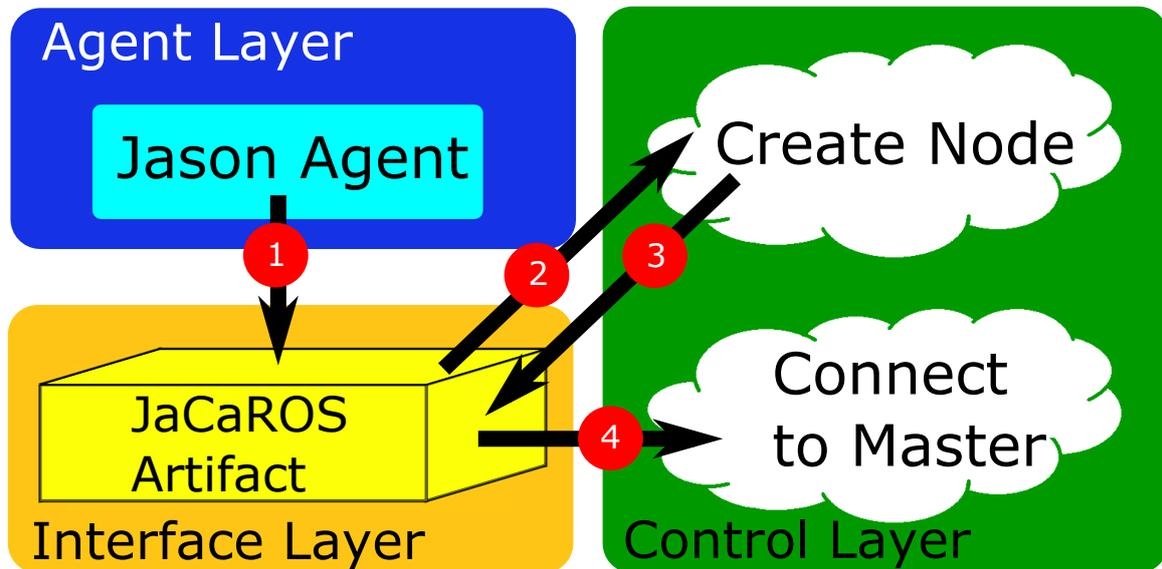 Agent Layer
Jason Agent
1
2
3
4
JaCaROS
Artifact
Interface Layer
Create Node
Connect
to Master
Control Layer